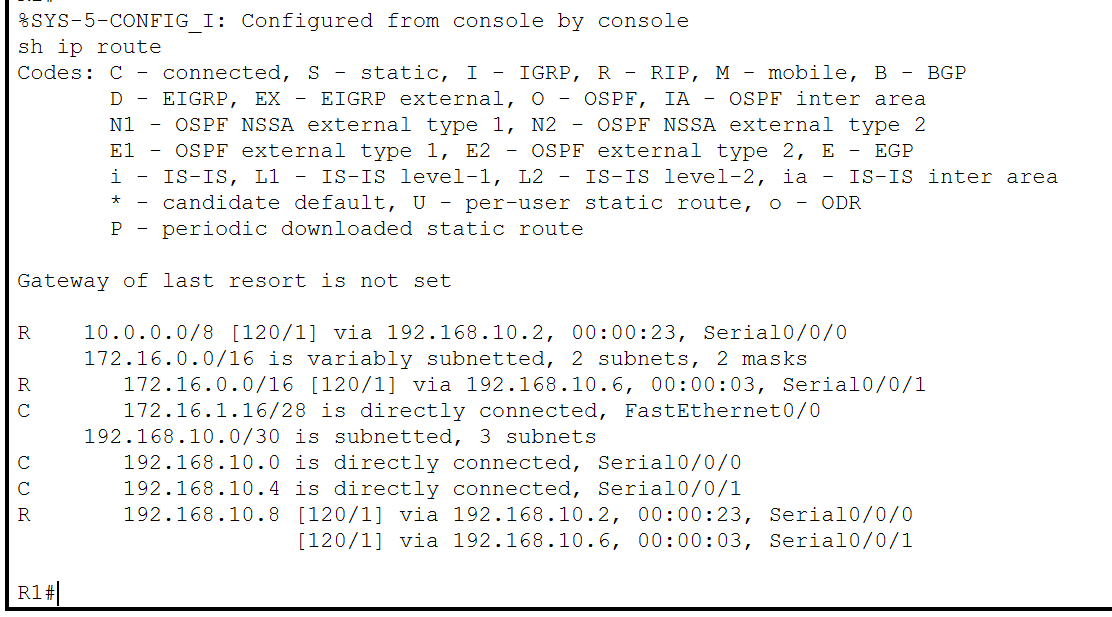 %SYS-5-CONFIG_I: Configured from console by console
sh ip route
Codes: C - connected, S - static, I - IGRP, R - RIP, M - mobile, B - BGP
       D - EIGRP, EX - EIGRP external, O - OSPF, IA - OSPF inter area
       N1 - OSPF NSSA external type 1, N2 - OSPF NSSA external type 2
       E1 - OSPF external type 1, E2 - OSPF external type 2, E - EGP
       i - IS-IS, L1 - IS-IS level-1, L2 - IS-IS level-2, ia - IS-IS inter area
       * - candidate default, U - per-user static route, o - ODR
       P - periodic downloaded static route

Gateway of last resort is not set

R    10.0.0.0/8 [120/1] via 192.168.10.2, 00:00:23, Serial0/0/0
     172.16.0.0/16 is variably subnetted, 2 subnets, 2 masks
R       172.16.0.0/16 [120/1] via 192.168.10.6, 00:00:03, Serial0/0/1
C       172.16.1.16/28 is directly connected, FastEthernet0/0
     192.168.10.0/30 is subnetted, 3 subnets
C       192.168.10.0 is directly connected, Serial0/0/0
C       192.168.10.4 is directly connected, Serial0/0/1
R       192.168.10.8 [120/1] via 192.168.10.2, 00:00:23, Serial0/0/0
                     [120/1] via 192.168.10.6, 00:00:03, Serial0/0/1

R1#